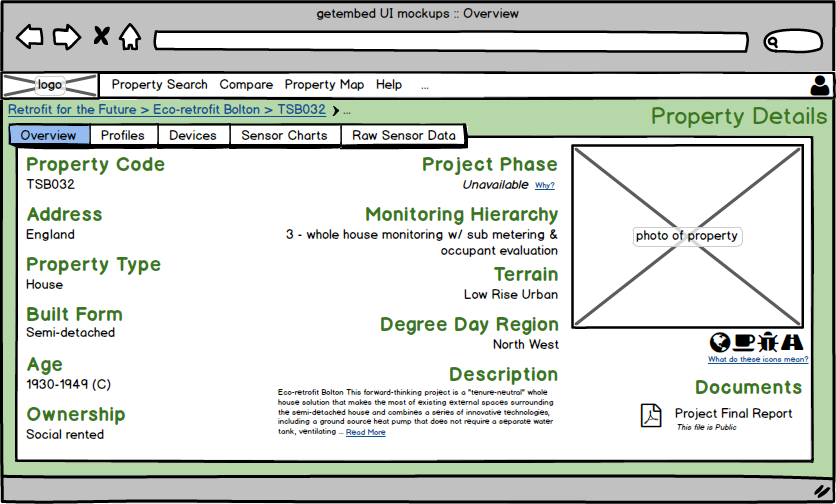 getembed UI mockups :: Overview
logo
Property Search Compare Property Map Help ...
Retrofit for the Future > Eco-retrofit Bolton > TSB032 ...
Property Details
Overview Profiles Devices Sensor Charts Raw Sensor Data
Property Code
TSB032
Address
England
Property Type
House
Built Form
Semi-detached
Age
1930-1949 (C)
Ownership
Social rented
Project Phase
Unavailable Why?
Monitoring Hierarchy
3 - whole house monitoring w/ sub metering &
occupant evaluation
Terrain
Low Rise Urban
Degree Day Region
North West
Description
Eco-retrofit Bolton This forward-thinking project is a "tenure-neutral" whole
house solution that makes the most of existing external spaces surrounding
the semi-detached house and combines a series of innovative technologies,
including a ground source heat pump that does not require a separate water
tank, ventilating ... Read More
photo of property
What do these icons mean?
Documents
Project Final Report
This file is Public